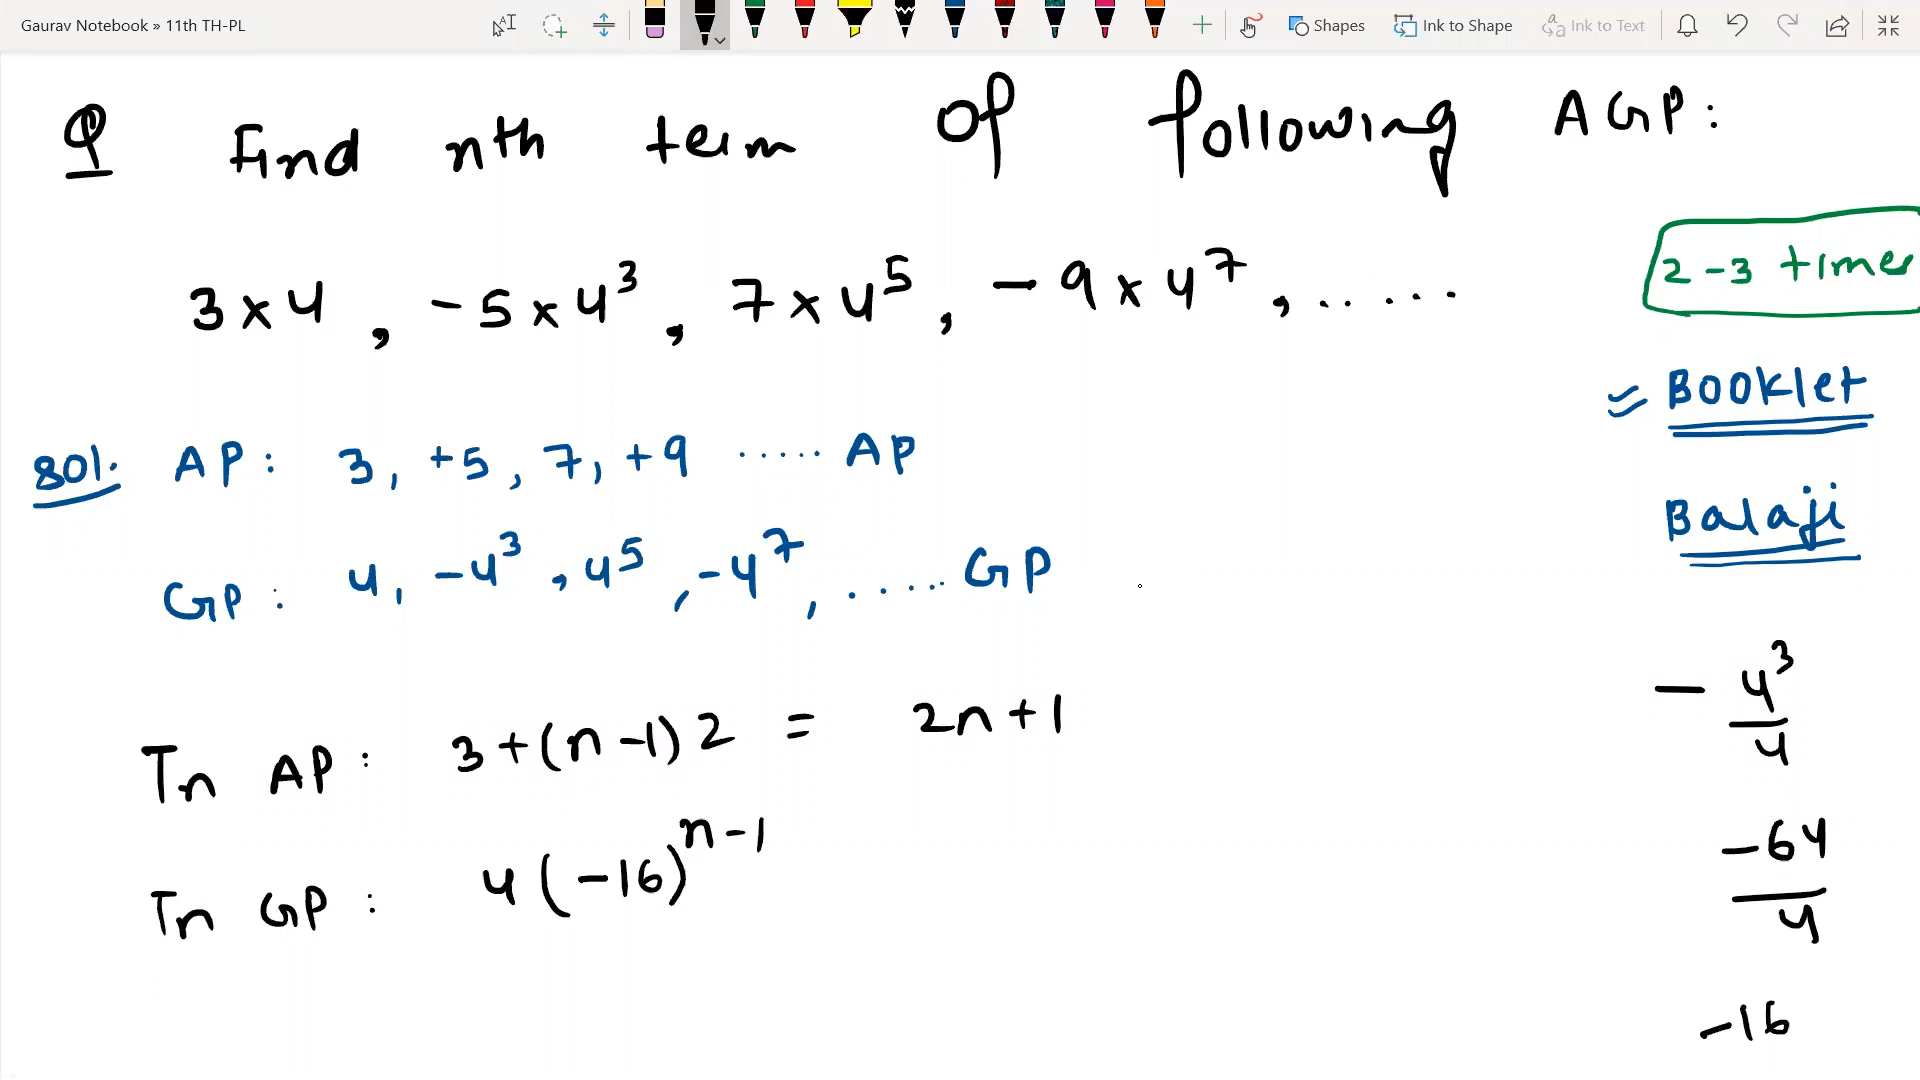 Gaurav Notebook » 11th TH-PL
Shapes
Ink to Shape
Ink to Text
Q Find nth term of following AGP:
3 × 4 , - 5 × 4³ , 7 × 4⁵ , - 9 × 4⁷ , .....
2 - 3 times
Booklet
Balaji
Sol. AP : 3, +5, 7, +9 ..... AP
GP : 4, -4³ , 4⁵ , -4⁷ , ..... GP
Tn AP : 3 + (n - 1) 2 = 2n + 1
Tn GP : 4 (-16)ⁿ⁻¹
- 4³/4
-64/4
-16